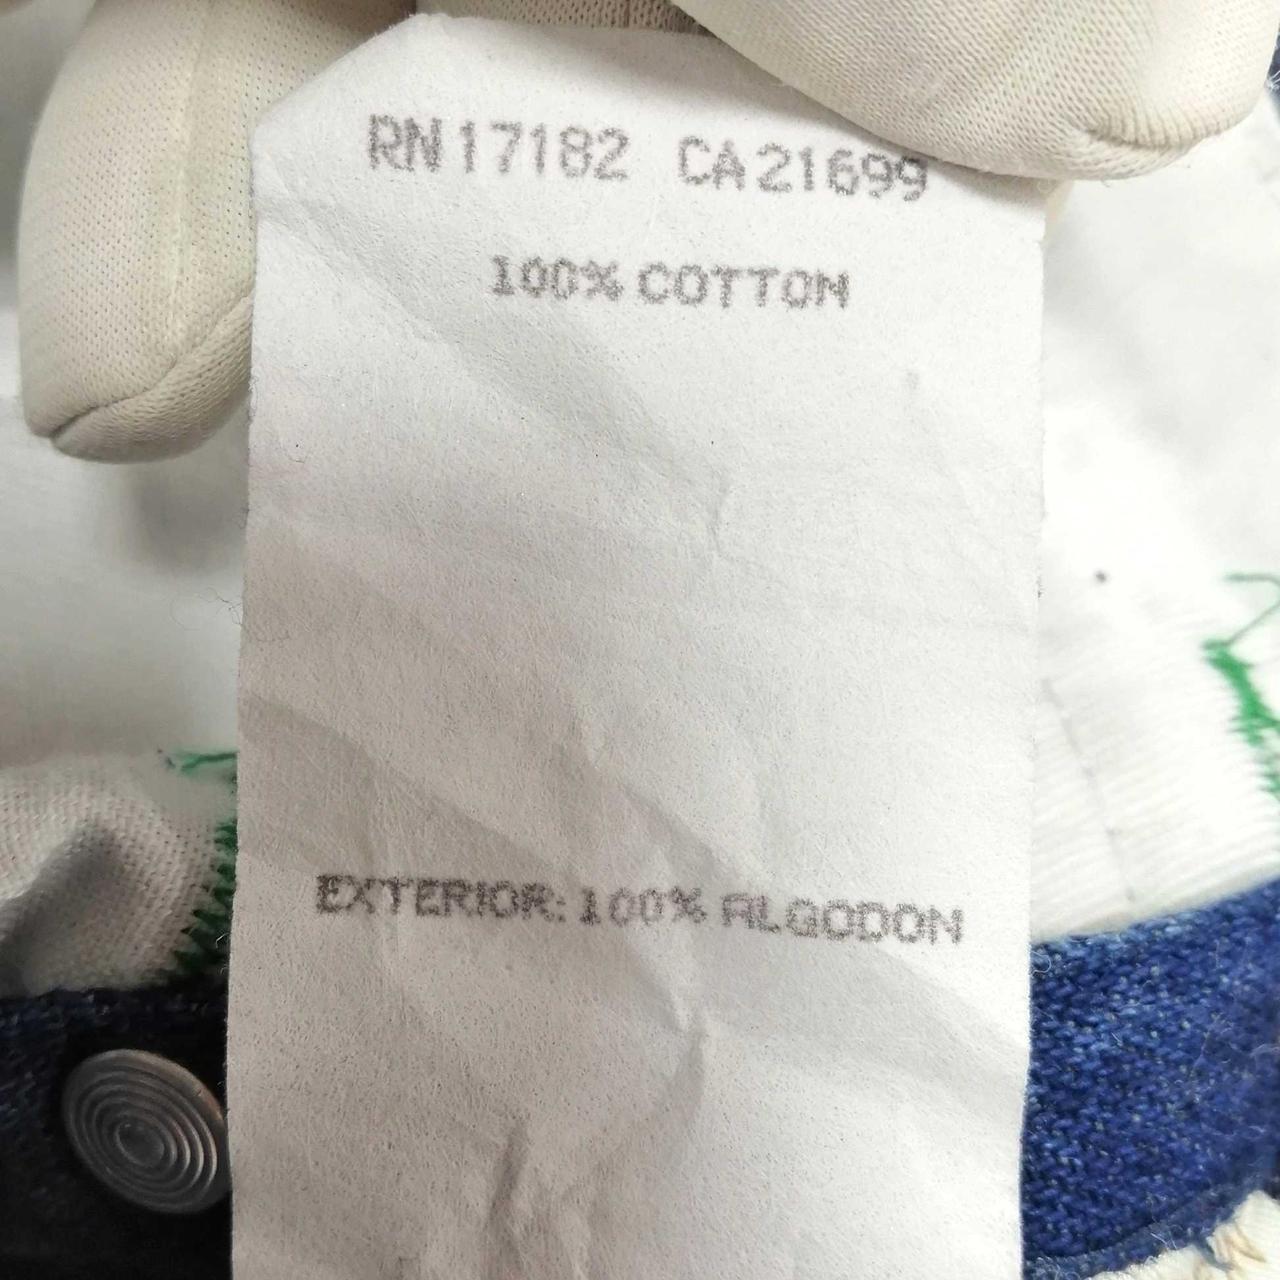 RN 17182 CA 21699
100% COTTON
EXTERIOR: 100% ALGODON